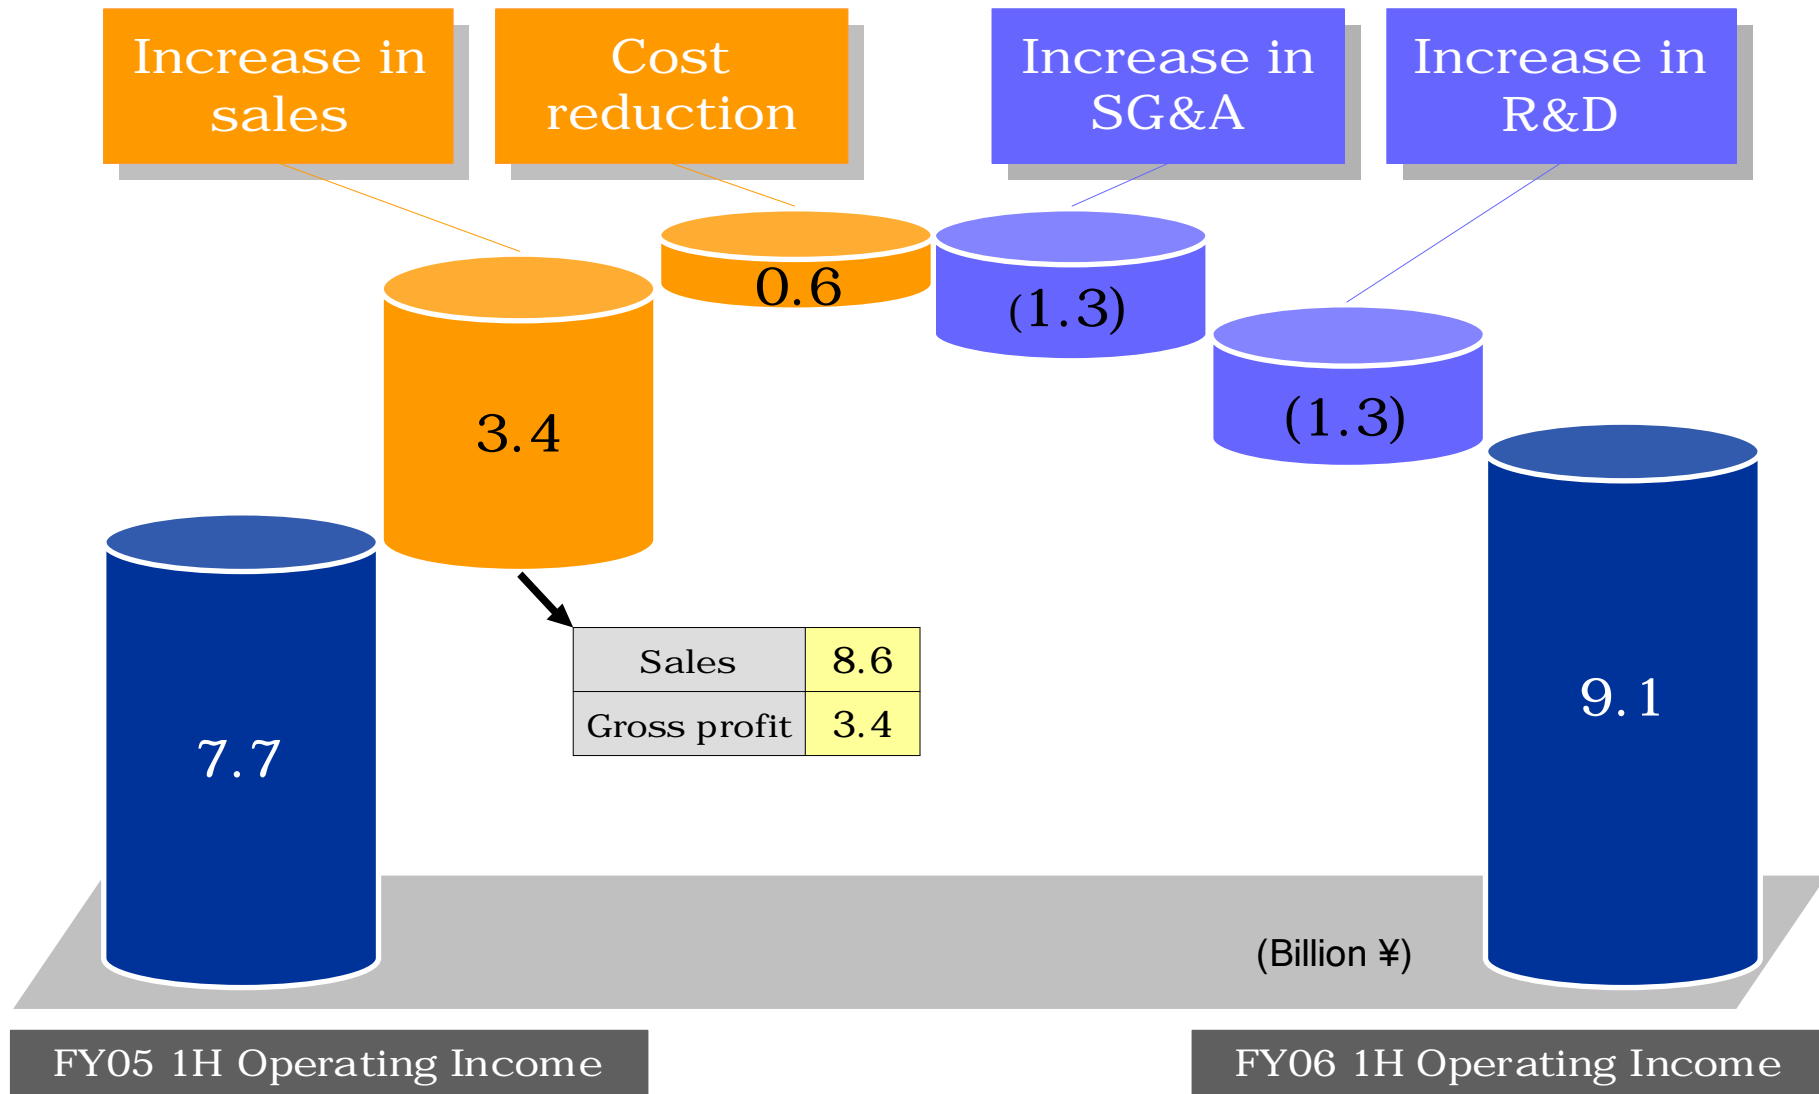 Increase in
sales
Cost
reduction
Increase in
SG&A
Increase in
R&D
0.6
(1.3)
3.4
(1.3)
Sales 8.6
Gross profit 3.4
7.7
9.1
(Billion ¥)
FY05 1H Operating Income
FY06 1H Operating Income